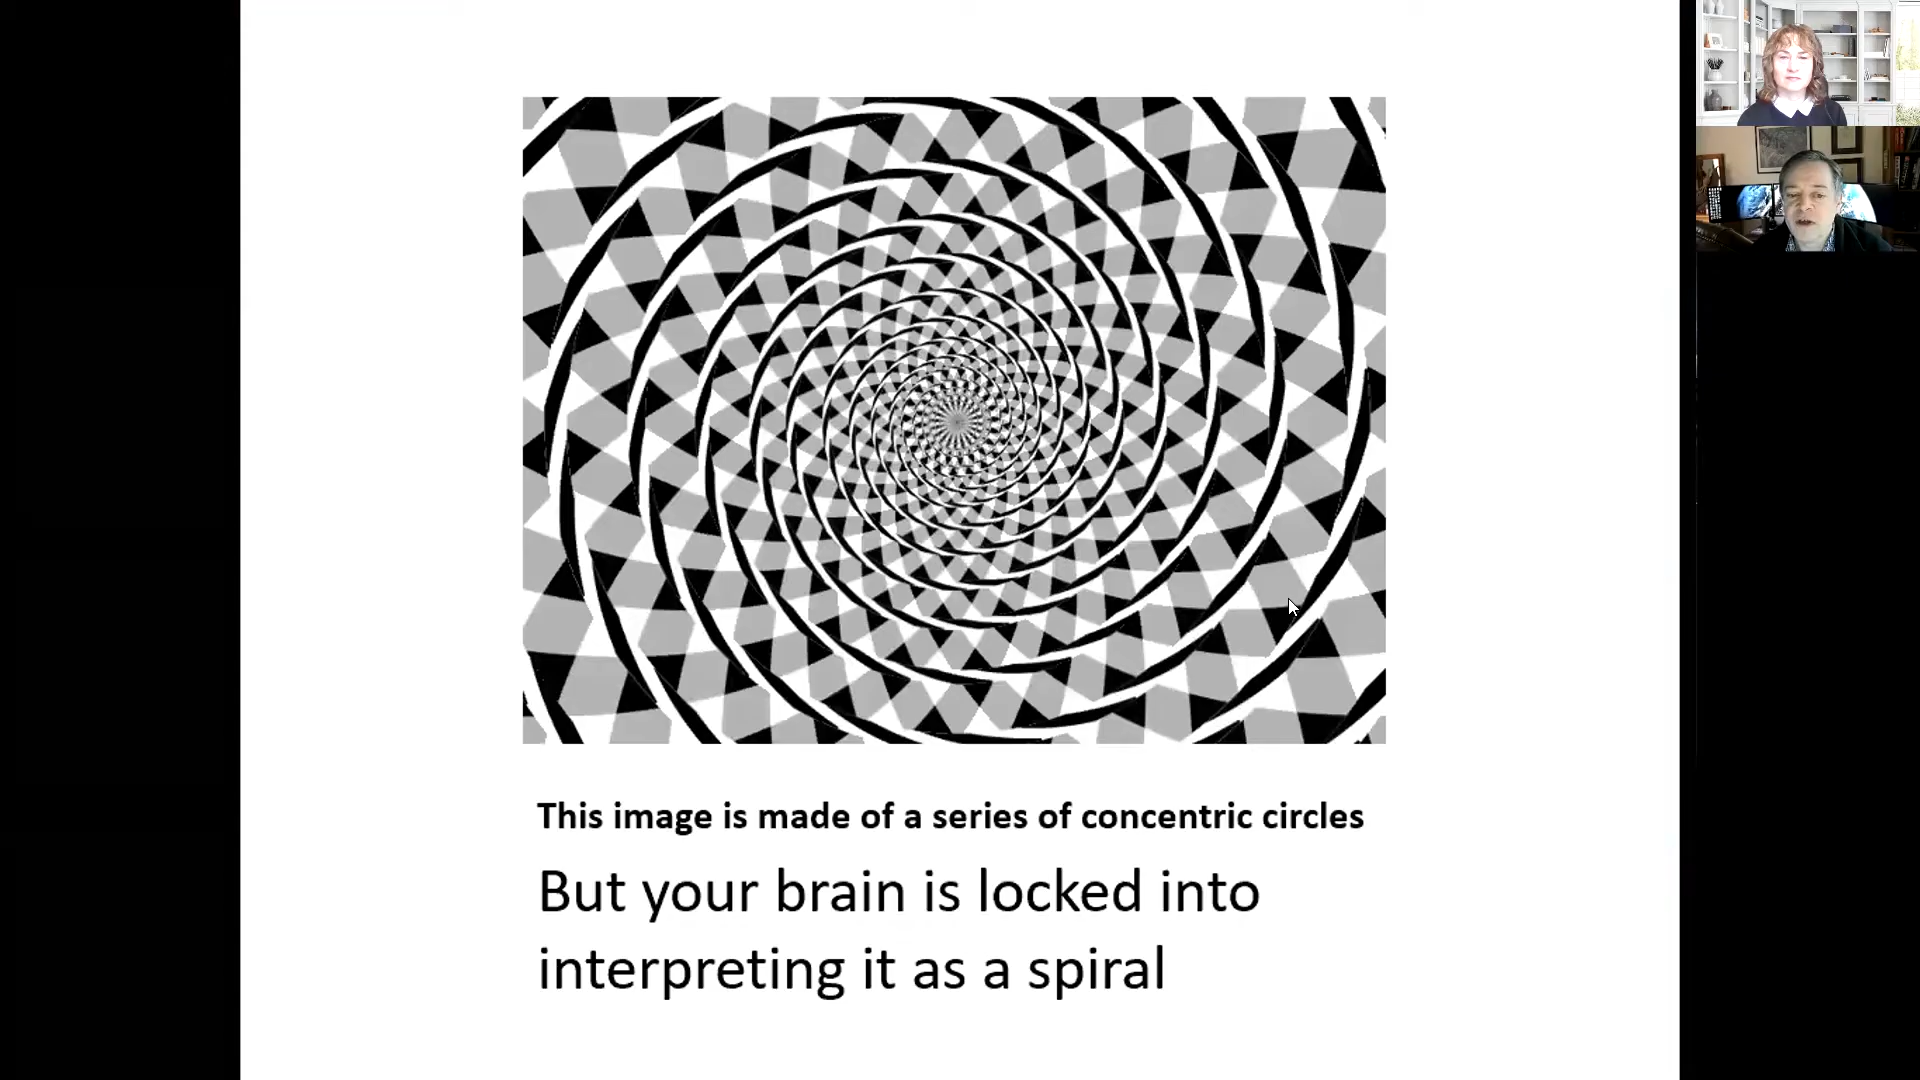 This image is made of a series of concentric circles
But your brain is locked into
interpreting it as a spiral